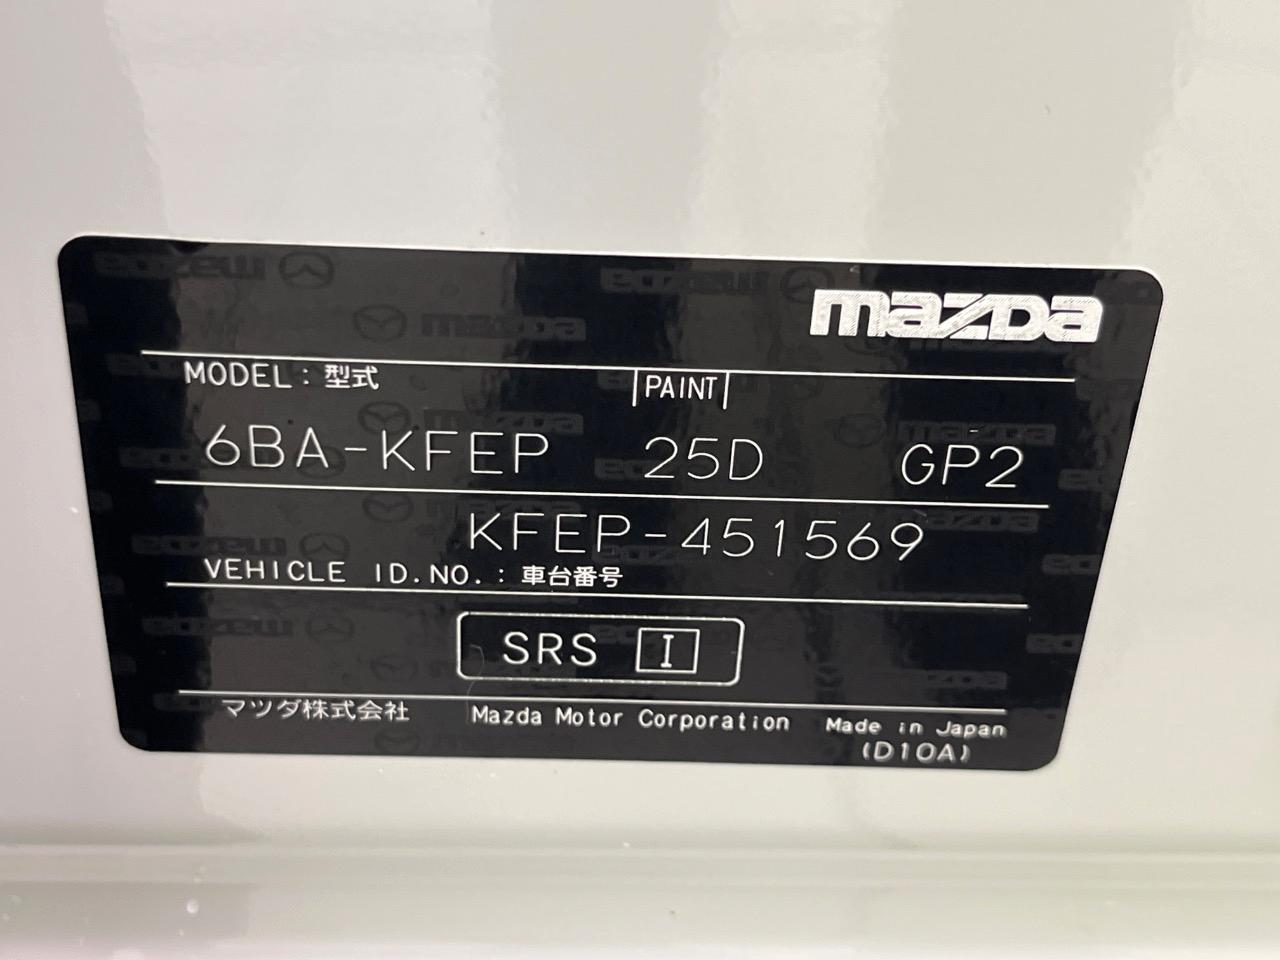 mazda
MODEL : 型式 PAINT
6BA-KFEP 25D GP2
KFEP-451569
VEHICLE ID.NO. : 車台番号
SRS I
マツダ株式会社 Mazda Motor Corporation Made in Japan
(D10A)